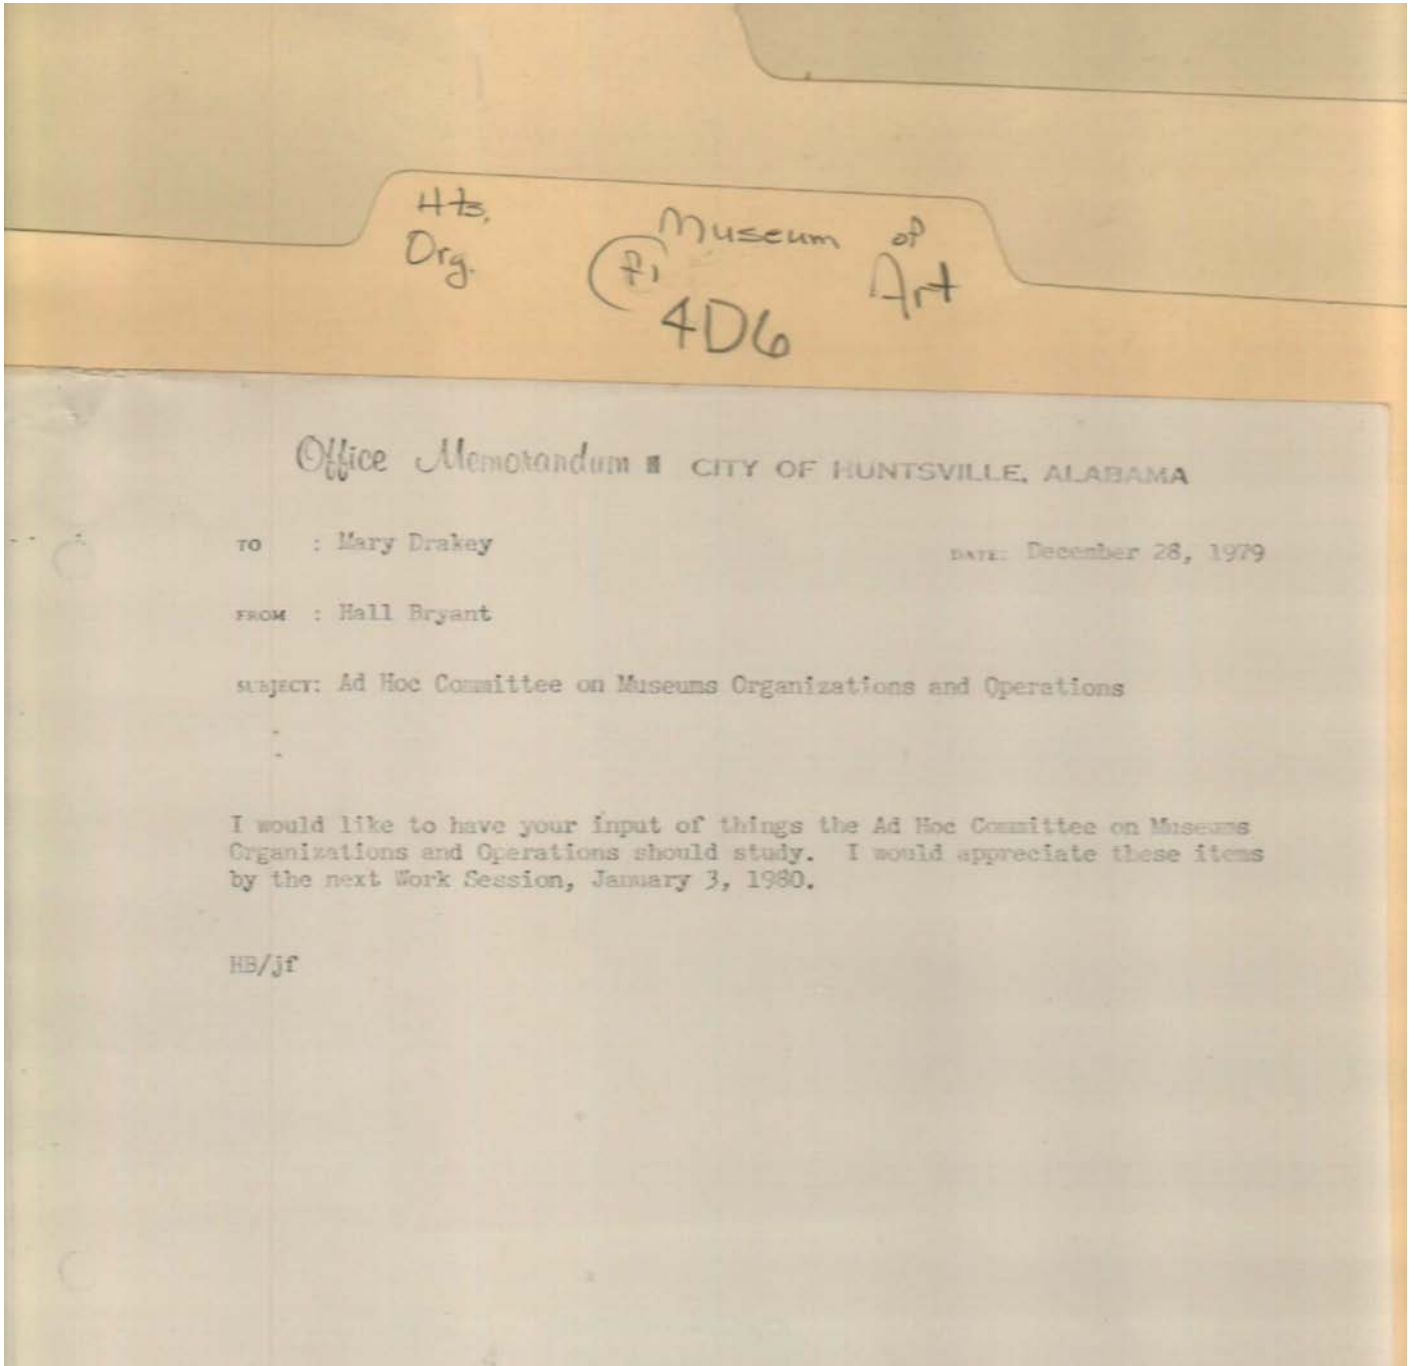 Hts.
Org.
Museum of
Art
4D6
Office Memorandum ■ CITY OF HUNTSVILLE, ALABAMA
TO : Mary Drakey
DATE: December 28, 1979
FROM : Hall Bryant
SUBJECT: Ad Hoc Committee on Museums Organizations and Operations
I would like to have your input of things the Ad Hoc Committee on Museums
Organizations and Operations should study. I would appreciate these items
by the next Work Session, January 3, 1980.
HB/jf